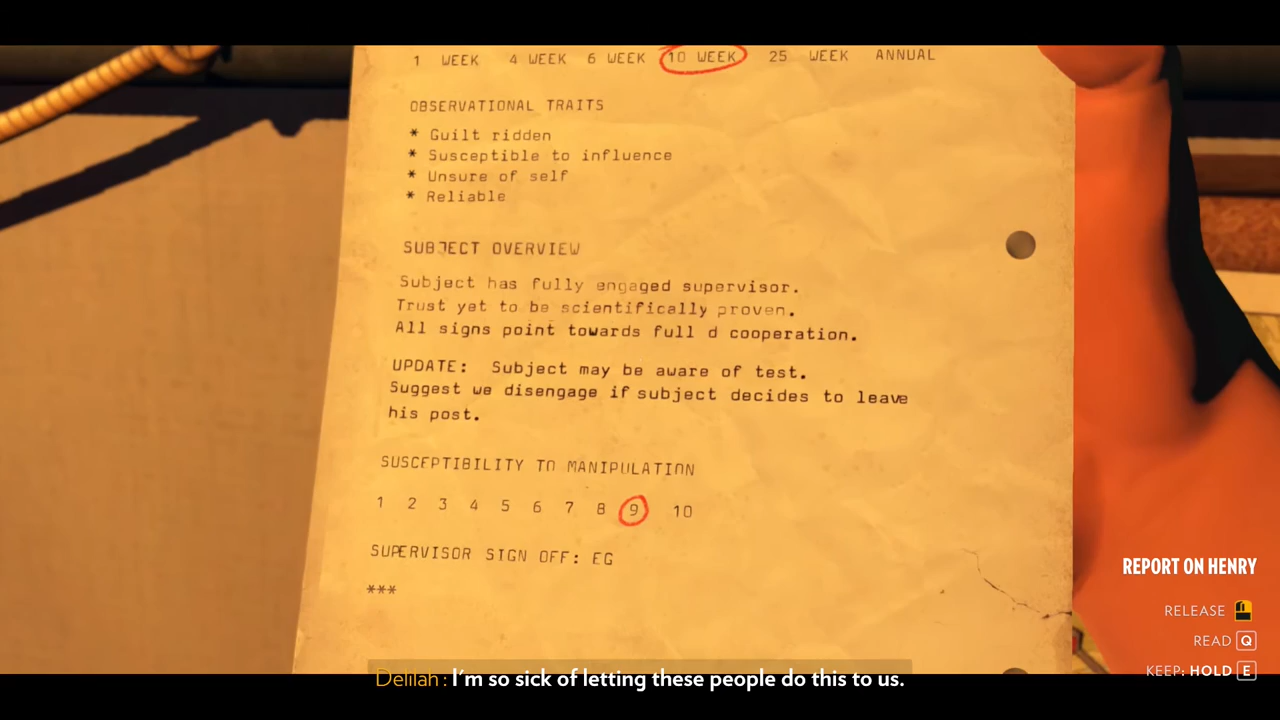 1 WEEK 4 WEEK 6 WEEK 10 WEEK 25 WEEK ANNUAL
OBSERVATIONAL TRAITS
* Guilt ridden
* Susceptible to influence
* Unsure of self
* Reliable
SUBJECT OVERVIEW
Subject has fully engaged supervisor.
Trust yet to be scientifically proven.
All signs point towards full d cooperation.
UPDATE: Subject may be aware of test.
Suggest we disengage if subject decides to leave
his post.
SUSCEPTIBILITY TO MANIPULATION
1 2 3 4 5 6 7 8 9 10
SUPERVISOR SIGN OFF: EG
***
REPORT ON HENRY
RELEASE
READ Q
KEEP: HOLD E
Delilah : I'm so sick of letting these people do this to us.